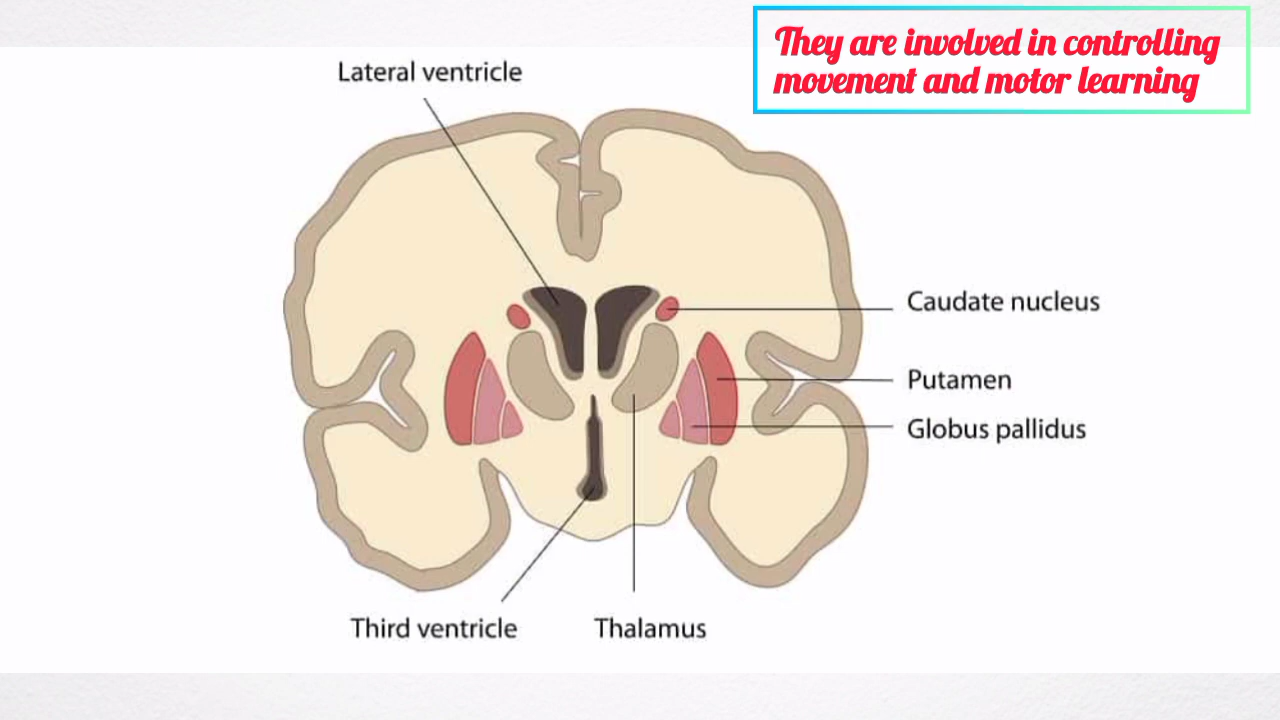 They are involved in controlling
movement and motor learning
Lateral ventricle
Caudate nucleus
Putamen
Globus pallidus
Third ventricle
Thalamus